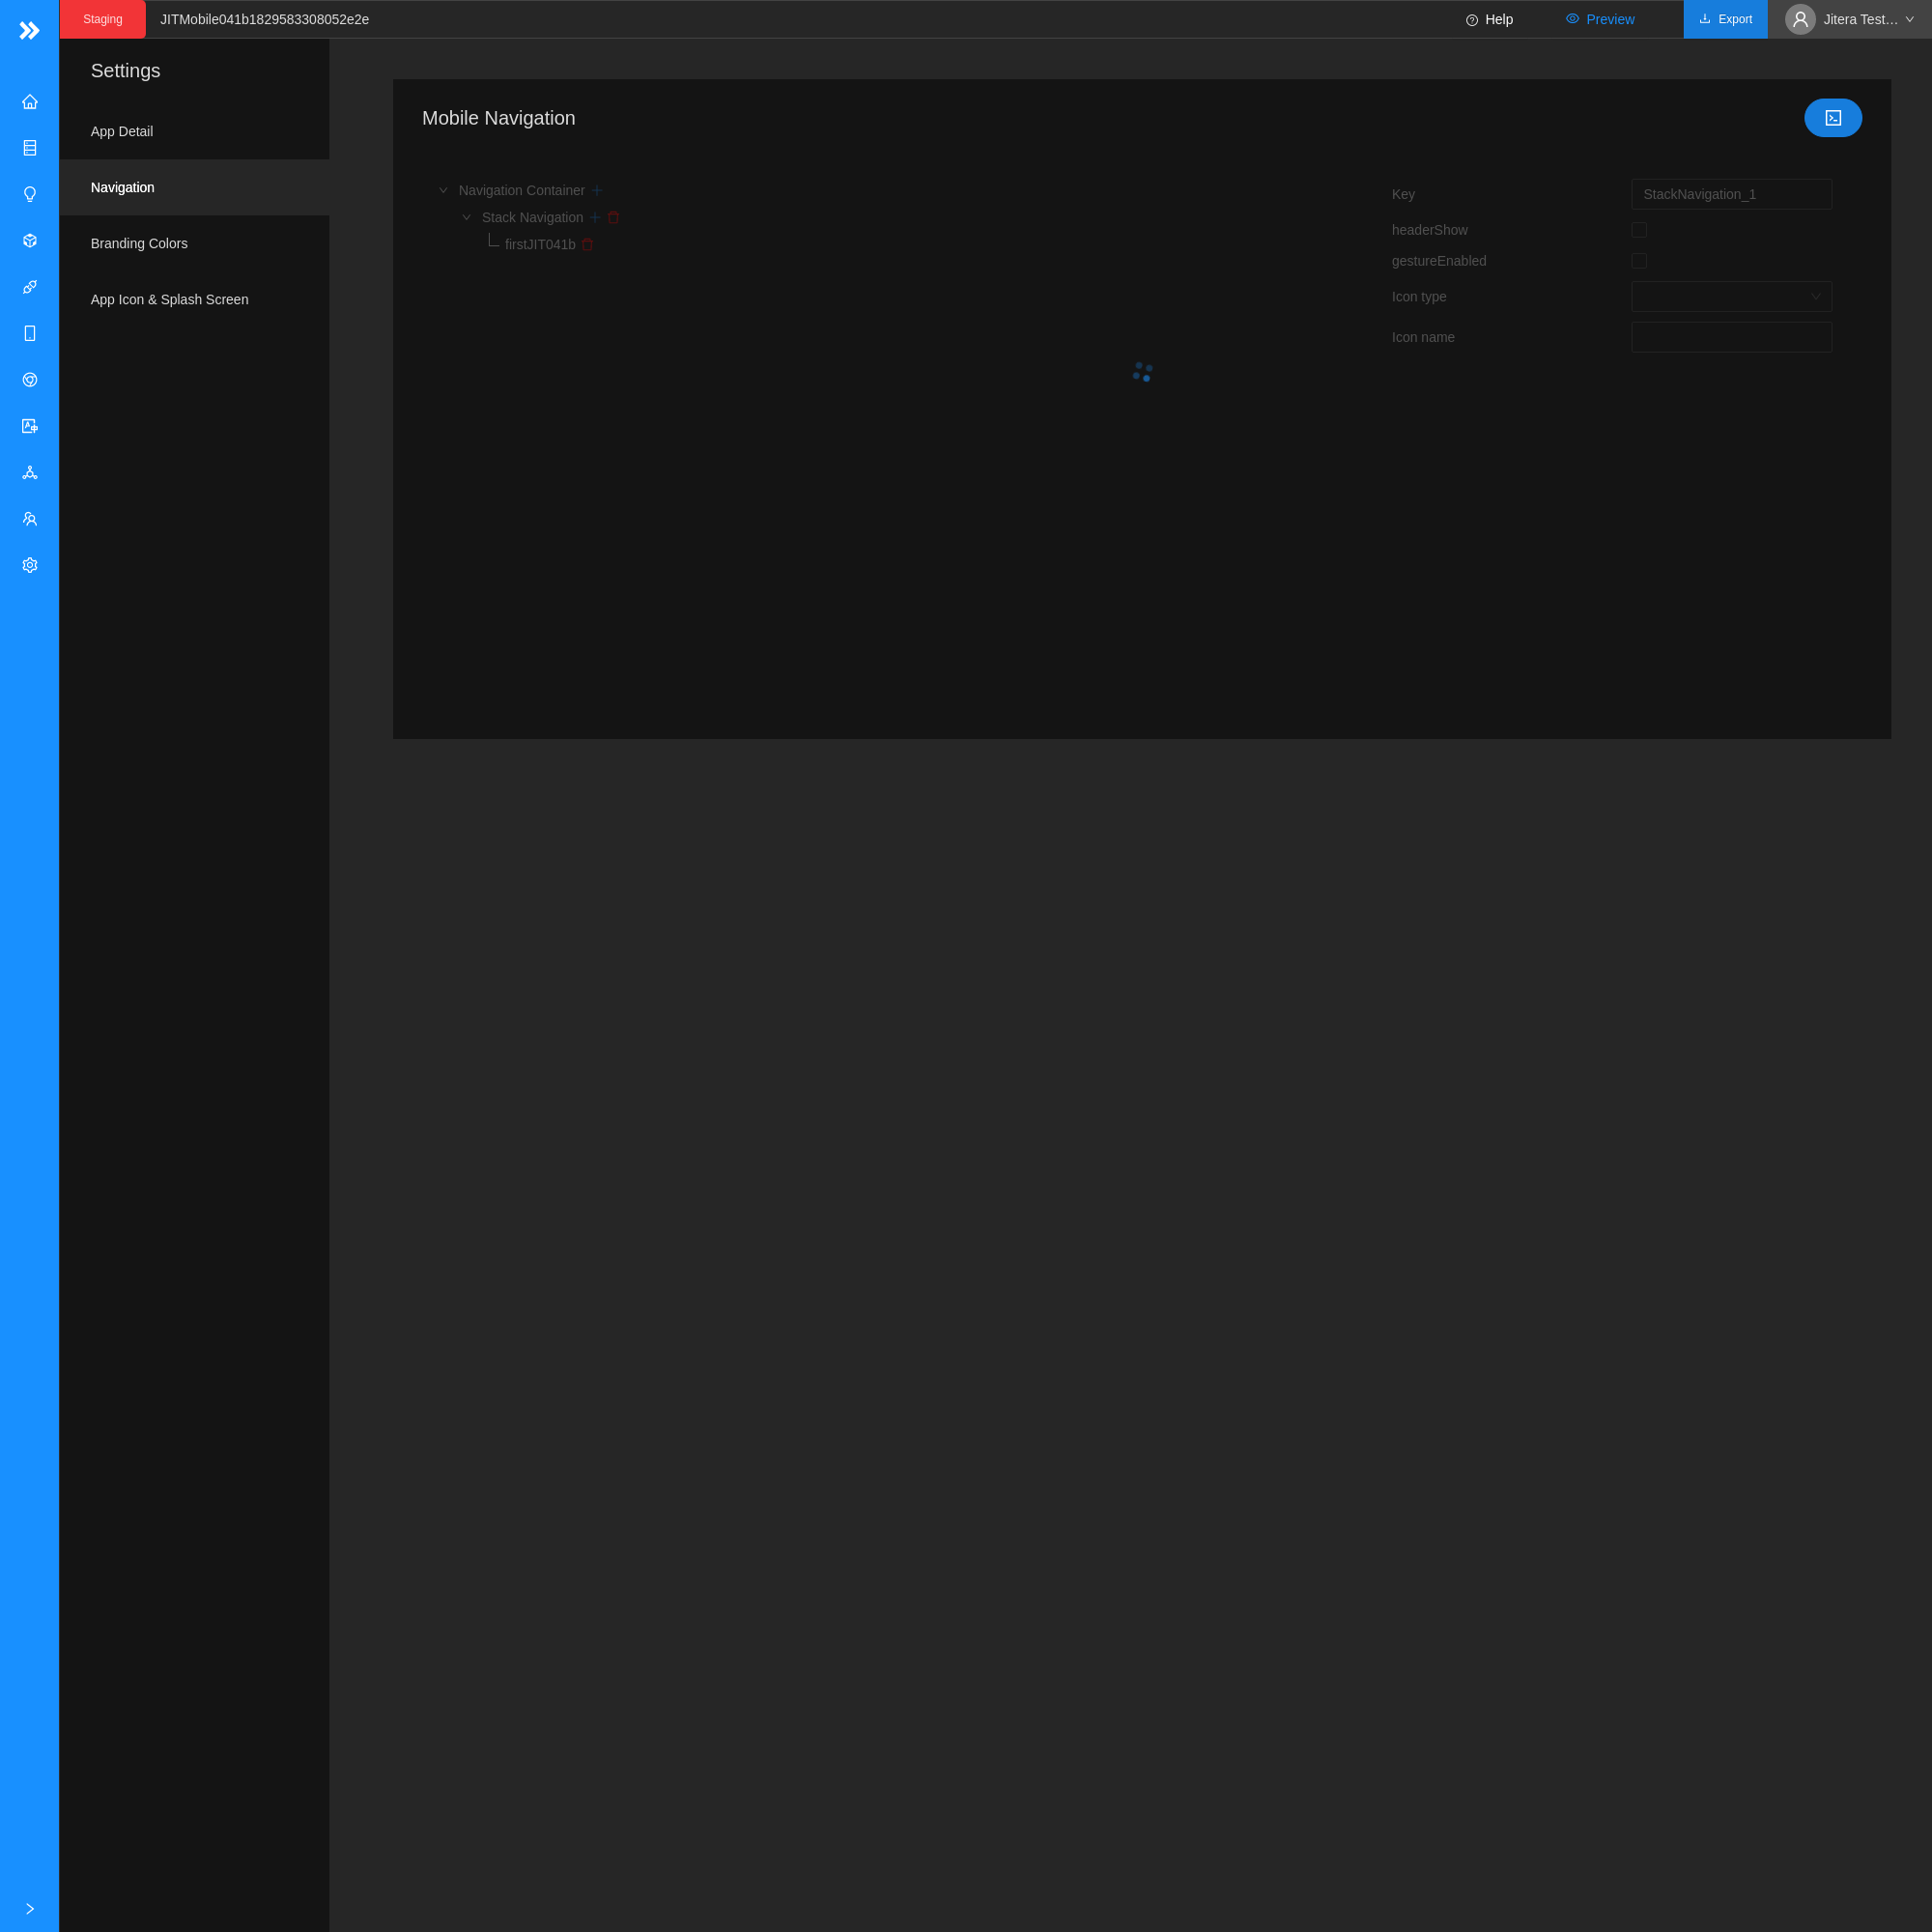 Staging
JITMobile041b1829583308052e2e
Help
Preview
Export
Jitera Test...
Settings
App Detail
Navigation
Branding Colors
App Icon & Splash Screen
Mobile Navigation
Navigation Container
Stack Navigation
firstJIT041b
Key
StackNavigation_1
headerShow
gestureEnabled
Icon type
Icon name